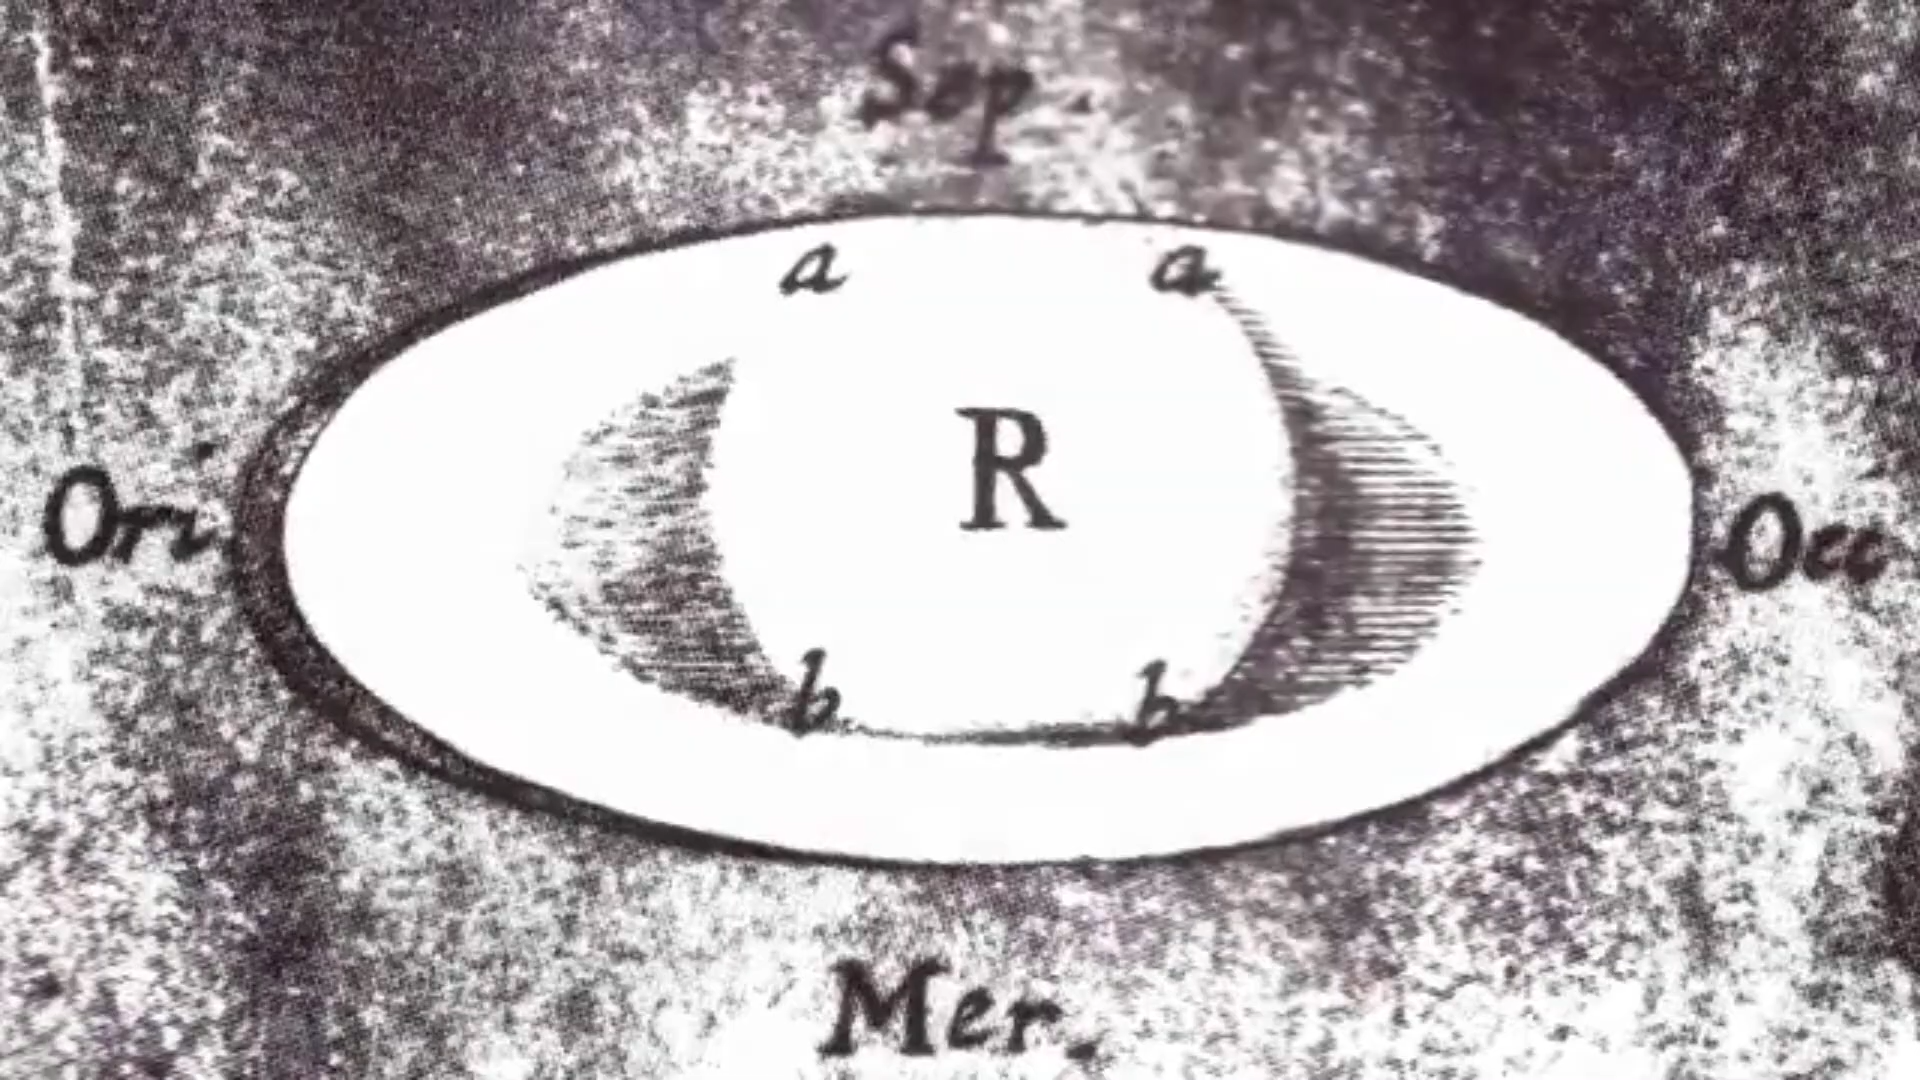 Sep.
a a
R
Ori. Occ
b b
Mer.